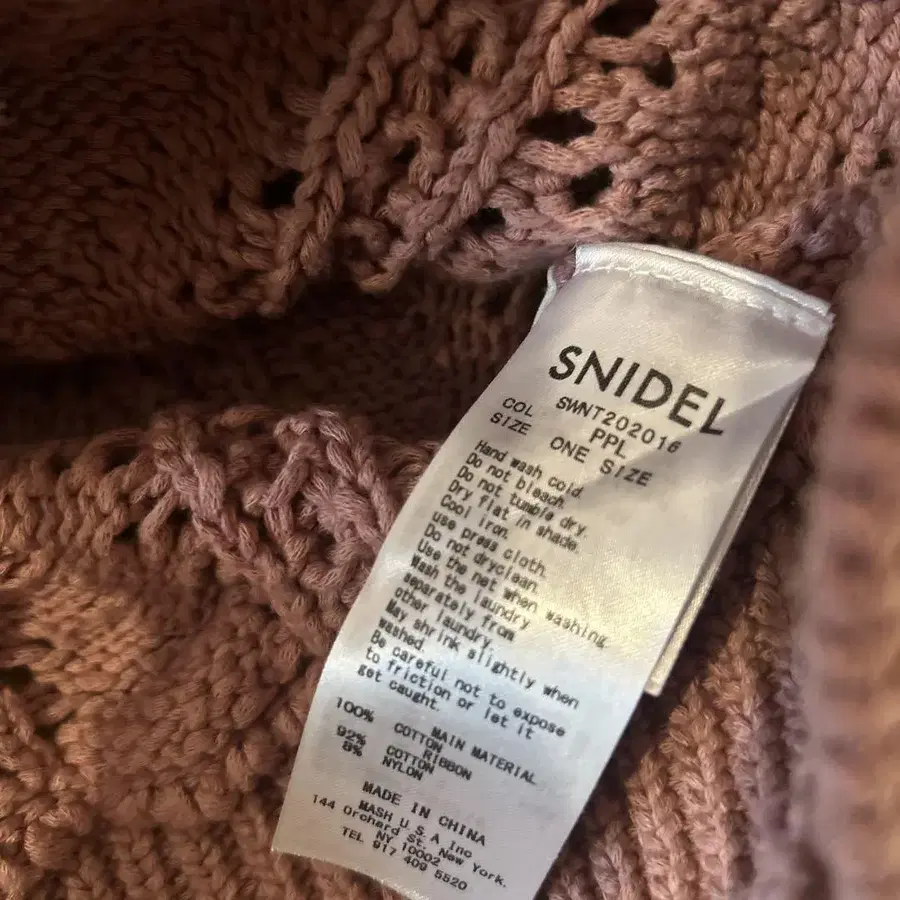 SNIDEL
SWNT202016
COL PPL
SIZE ONE SIZE
Hand wash cold.
Do not bleach.
Do not tumble dry.
Dry flat in shade.
Cool iron.
use press cloth.
Do not dryclean.
Use the net when washing.
Wash the laundry
separately from
other laundry.
May shrink slightly when
washed.
Be careful not to expose
to friction or let it
get caught.
MAIN MATERIAL
100% COTTON
RIBBON
92% COTTON
8% NYLON
MADE IN CHINA
MASH U.S.A Inc
144 Orchard St. New York.
NY 10002
TEL 917 409 5520